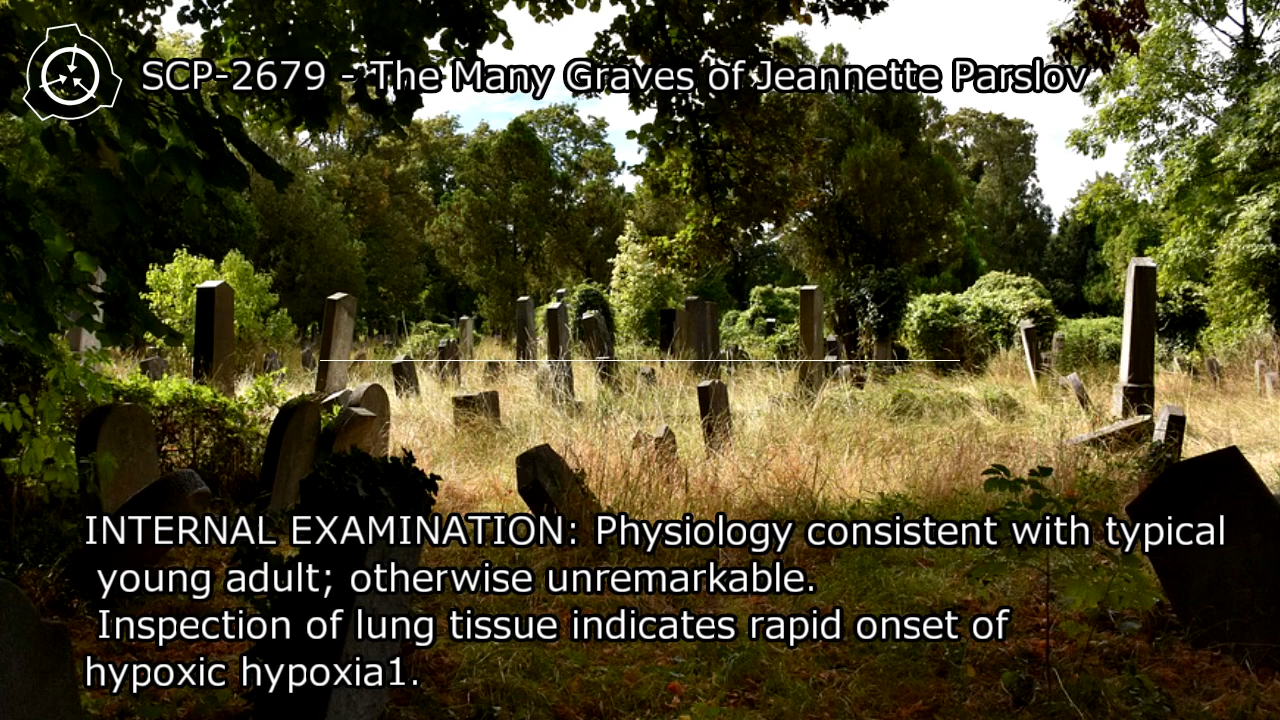 SCP-2679 - The Many Graves of Jeannette Parslov
INTERNAL EXAMINATION: Physiology consistent with typical
young adult; otherwise unremarkable.
Inspection of lung tissue indicates rapid onset of
hypoxic hypoxia1.